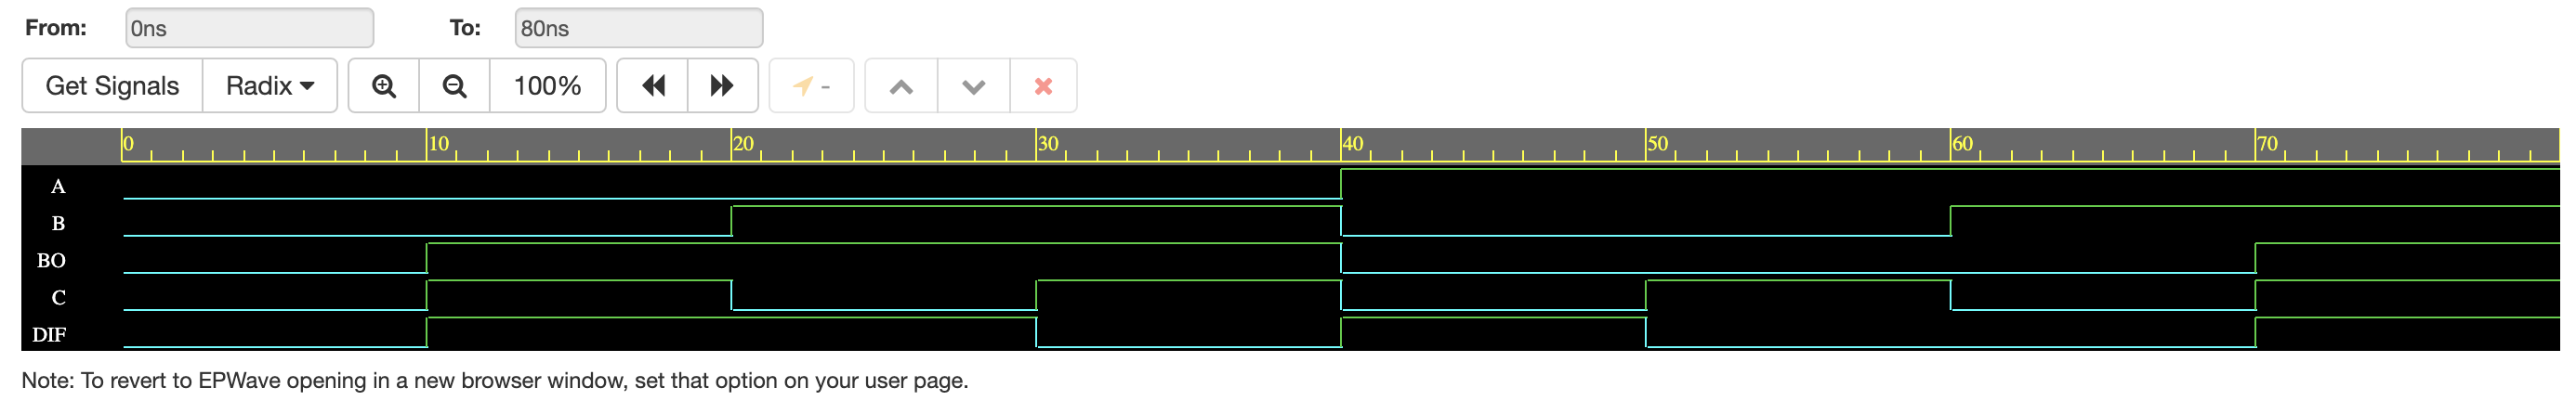 From: 0ns To: 80ns
Get Signals Radix 100% -
0 10 20 30 40 50 60 70
A
B
BO
C
DIF
Note: To revert to EPWave opening in a new browser window, set that option on your user page.